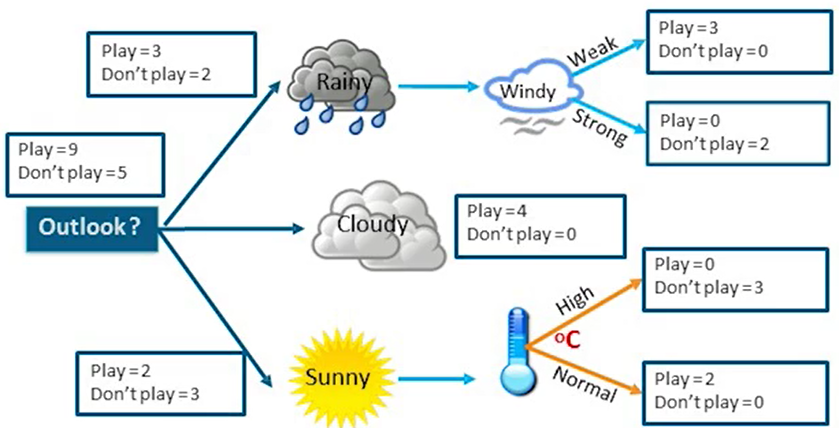 Play=3
Don't play=2
Rainy
Windy
Weak
Strong
Play=3
Don't play=0
Play=0
Don't play=2
Play=9
Don't play=5
Outlook?
Cloudy
Play=4
Don't play=0
Play=2
Don't play=3
Sunny
High
°C
Normal
Play=0
Don't play=3
Play=2
Don't play=0